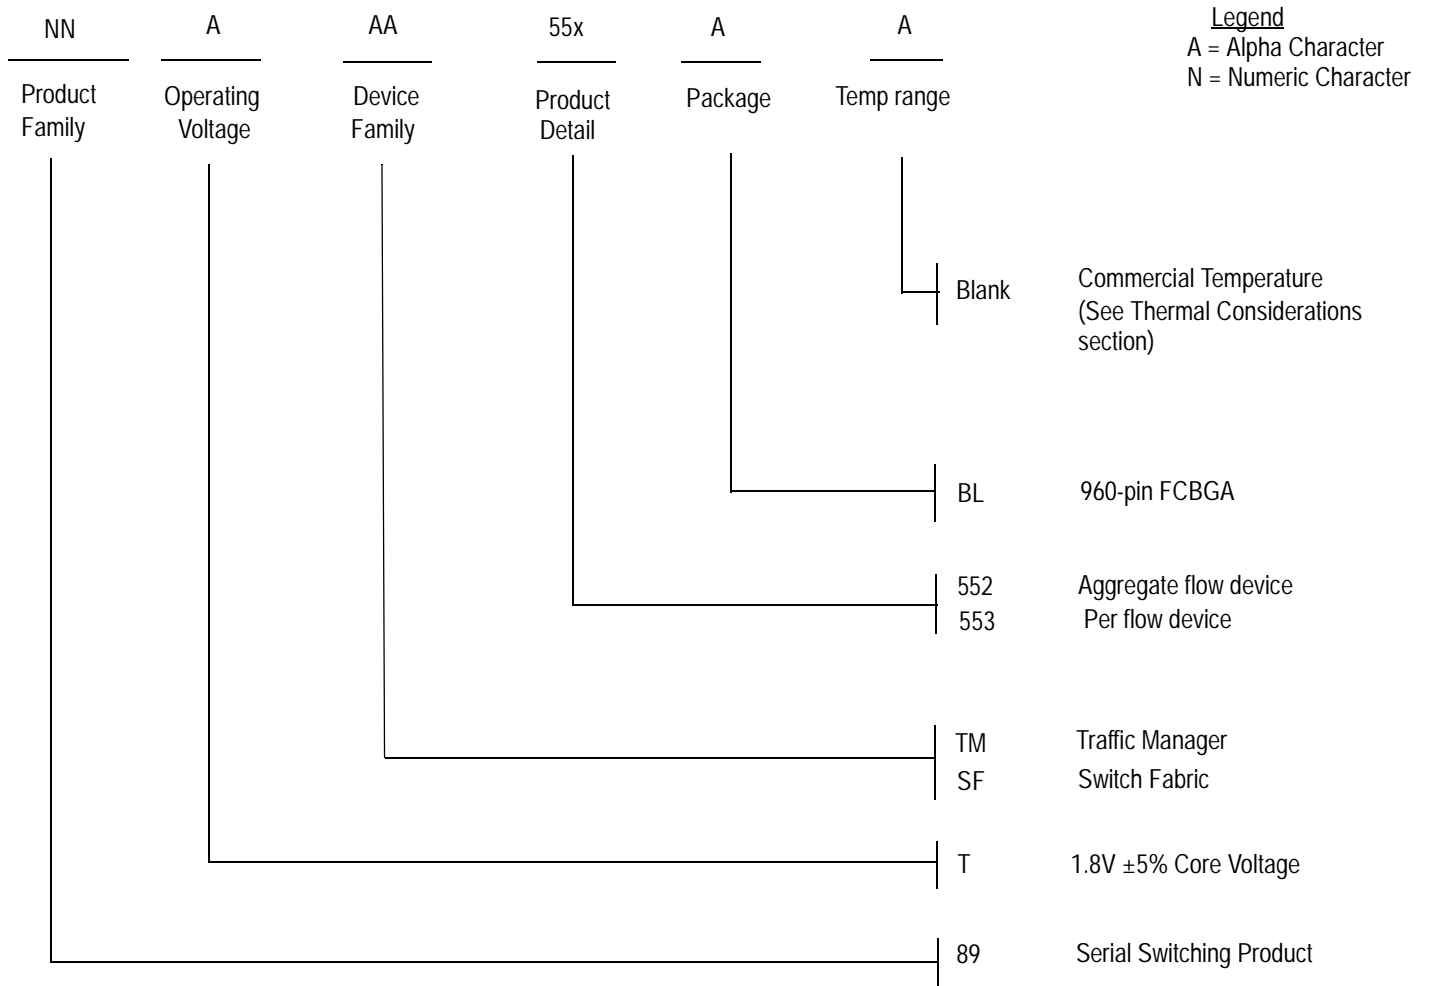 NN A AA 55x A A
Legend
A = Alpha Character
N = Numeric Character
Product
Family
Operating
Voltage
Device
Family
Product
Detail
Package
Temp range
Blank Commercial Temperature
(See Thermal Considerations
section)
BL 960-pin FCBGA
552 Aggregate flow device
553 Per flow device
TM Traffic Manager
SF Switch Fabric
T 1.8V ±5% Core Voltage
89 Serial Switching Product